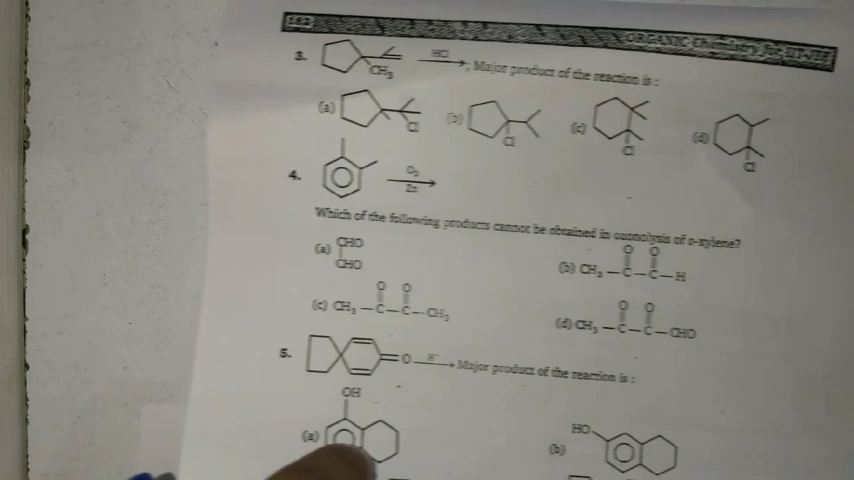 182
ORGANIC Chemistry for IIT-JEE
3. CH₃ HCl ; Major product of the reaction is :
(a) Cl (b) Cl (c) Cl (d) Cl
4. O₃ Zn
Which of the following products cannot be obtained in ozonolysis of o-xylene?
(a) CHO CHO (b) CH₃—C—C—H O O
(c) CH₃—C—C—CH₃ O O (d) CH₃—C—C—CHO O O
5. =O H⁺ Major product of the reaction is :
(a) OH (b) HO